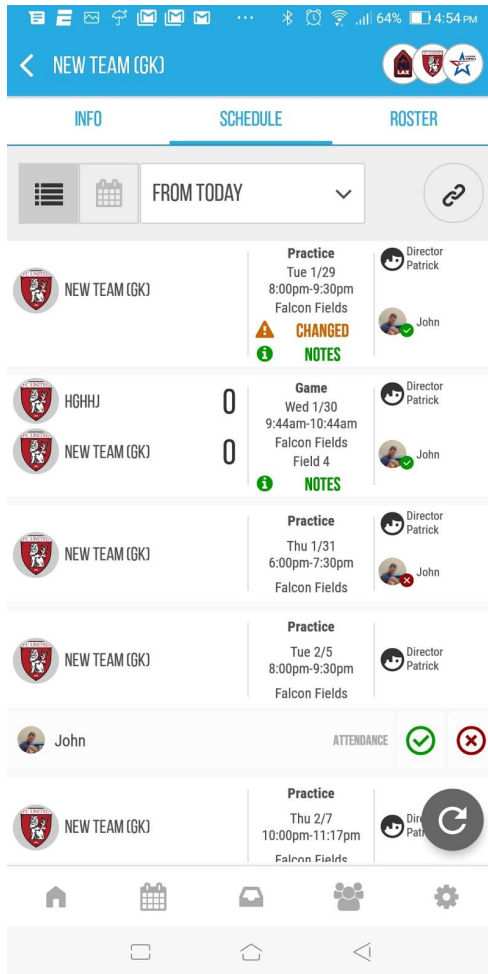 64% 4:54 PM
NEW TEAM (GK)
INFO SCHEDULE ROSTER
FROM TODAY
NEW TEAM (GK)
Practice
Tue 1/29
8:00pm-9:30pm
Falcon Fields
CHANGED
NOTES
Director
Patrick
John
HGHHJ 0
NEW TEAM (GK) 0
Game
Wed 1/30
9:44am-10:44am
Falcon Fields
Field 4
NOTES
Director
Patrick
John
NEW TEAM (GK)
Practice
Thu 1/31
6:00pm-7:30pm
Falcon Fields
Director
Patrick
John
NEW TEAM (GK)
Practice
Tue 2/5
8:00pm-9:30pm
Falcon Fields
Director
Patrick
John ATTENDANCE
NEW TEAM (GK)
Practice
Thu 2/7
10:00pm-11:17pm
Falcon Fields